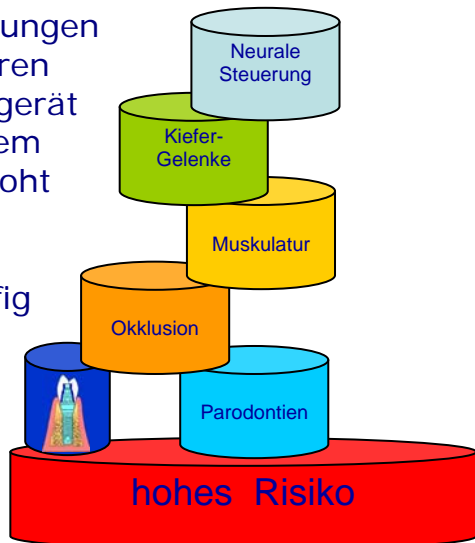 ungen
ren
gerät
em
oht
fig
Neurale
Steuerung
Kiefer-
Gelenke
Muskulatur
Okklusion
Parodontien
hohes Risiko